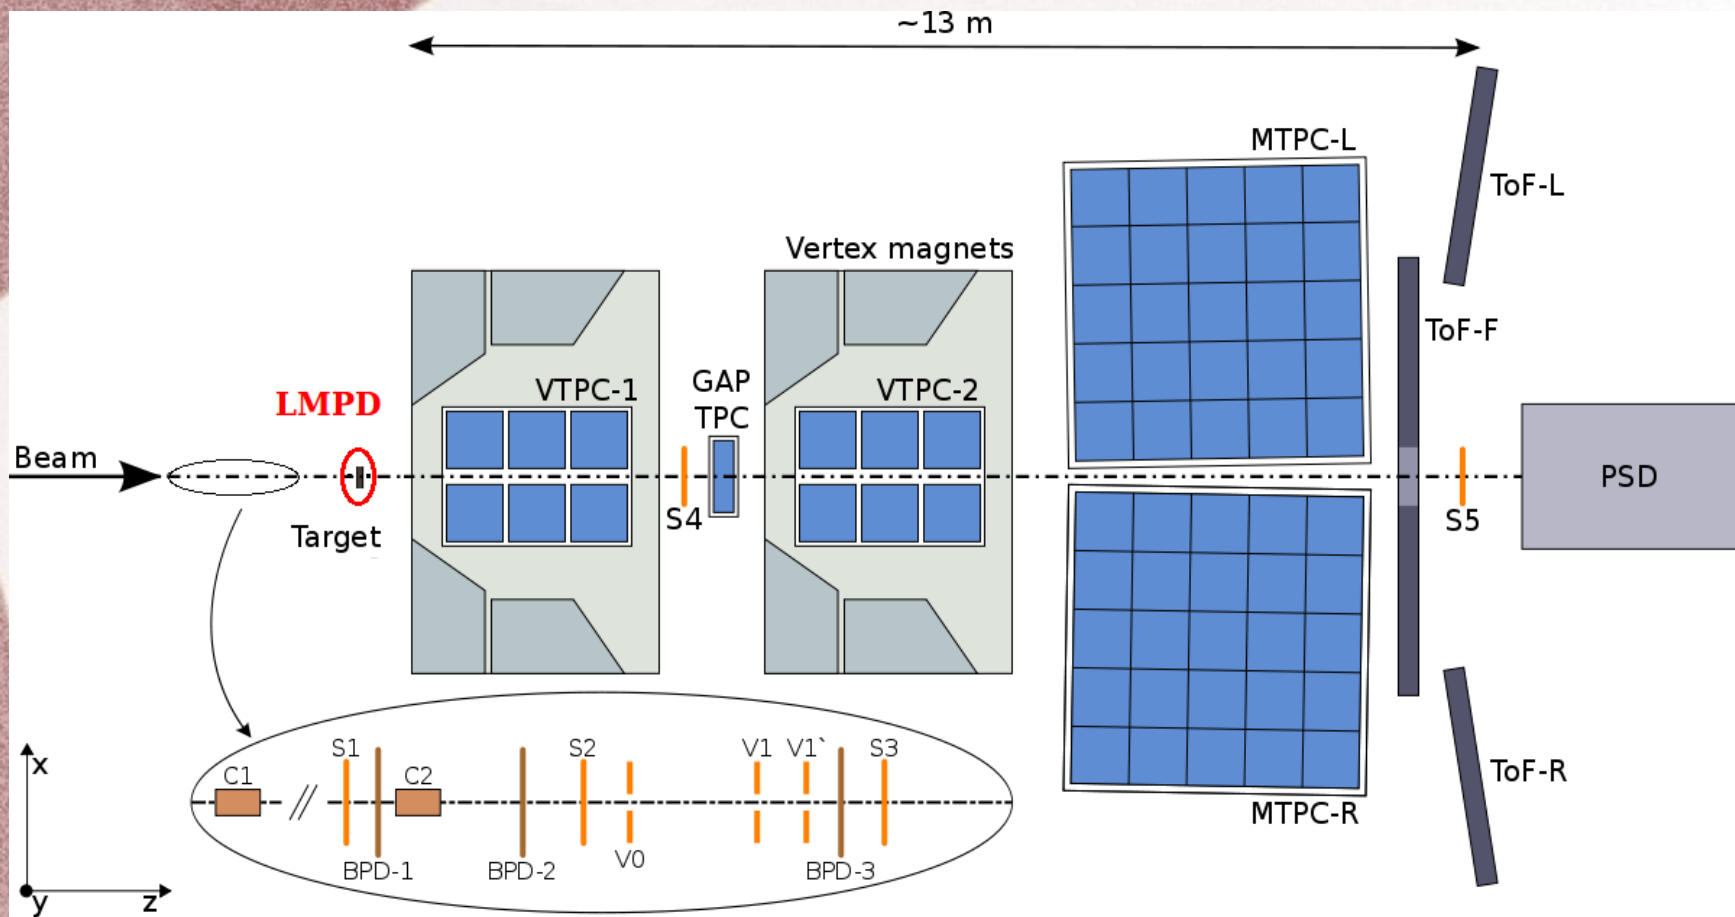 ~13 m
MTPC-L
ToF-L
Vertex magnets
ToF-F
VTPC-1
GAP
TPC
VTPC-2
LMPD
Beam
PSD
S4
S5
Target
S1
S2
V1
V1`
S3
C1
C2
x
ToF-R
MTPC-R
BPD-1
BPD-2
V0
BPD-3
y
z